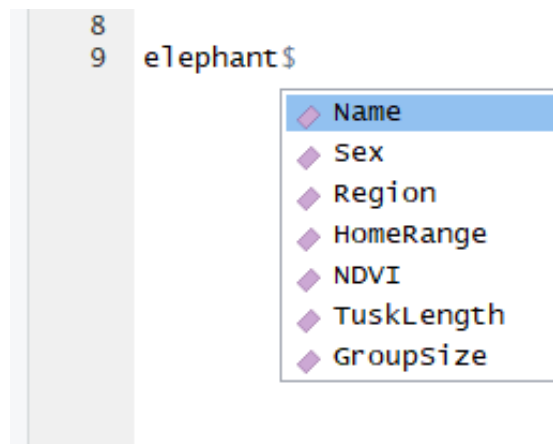 8
9 elephant$
Name
Sex
Region
HomeRange
NDVI
TuskLength
GroupSize